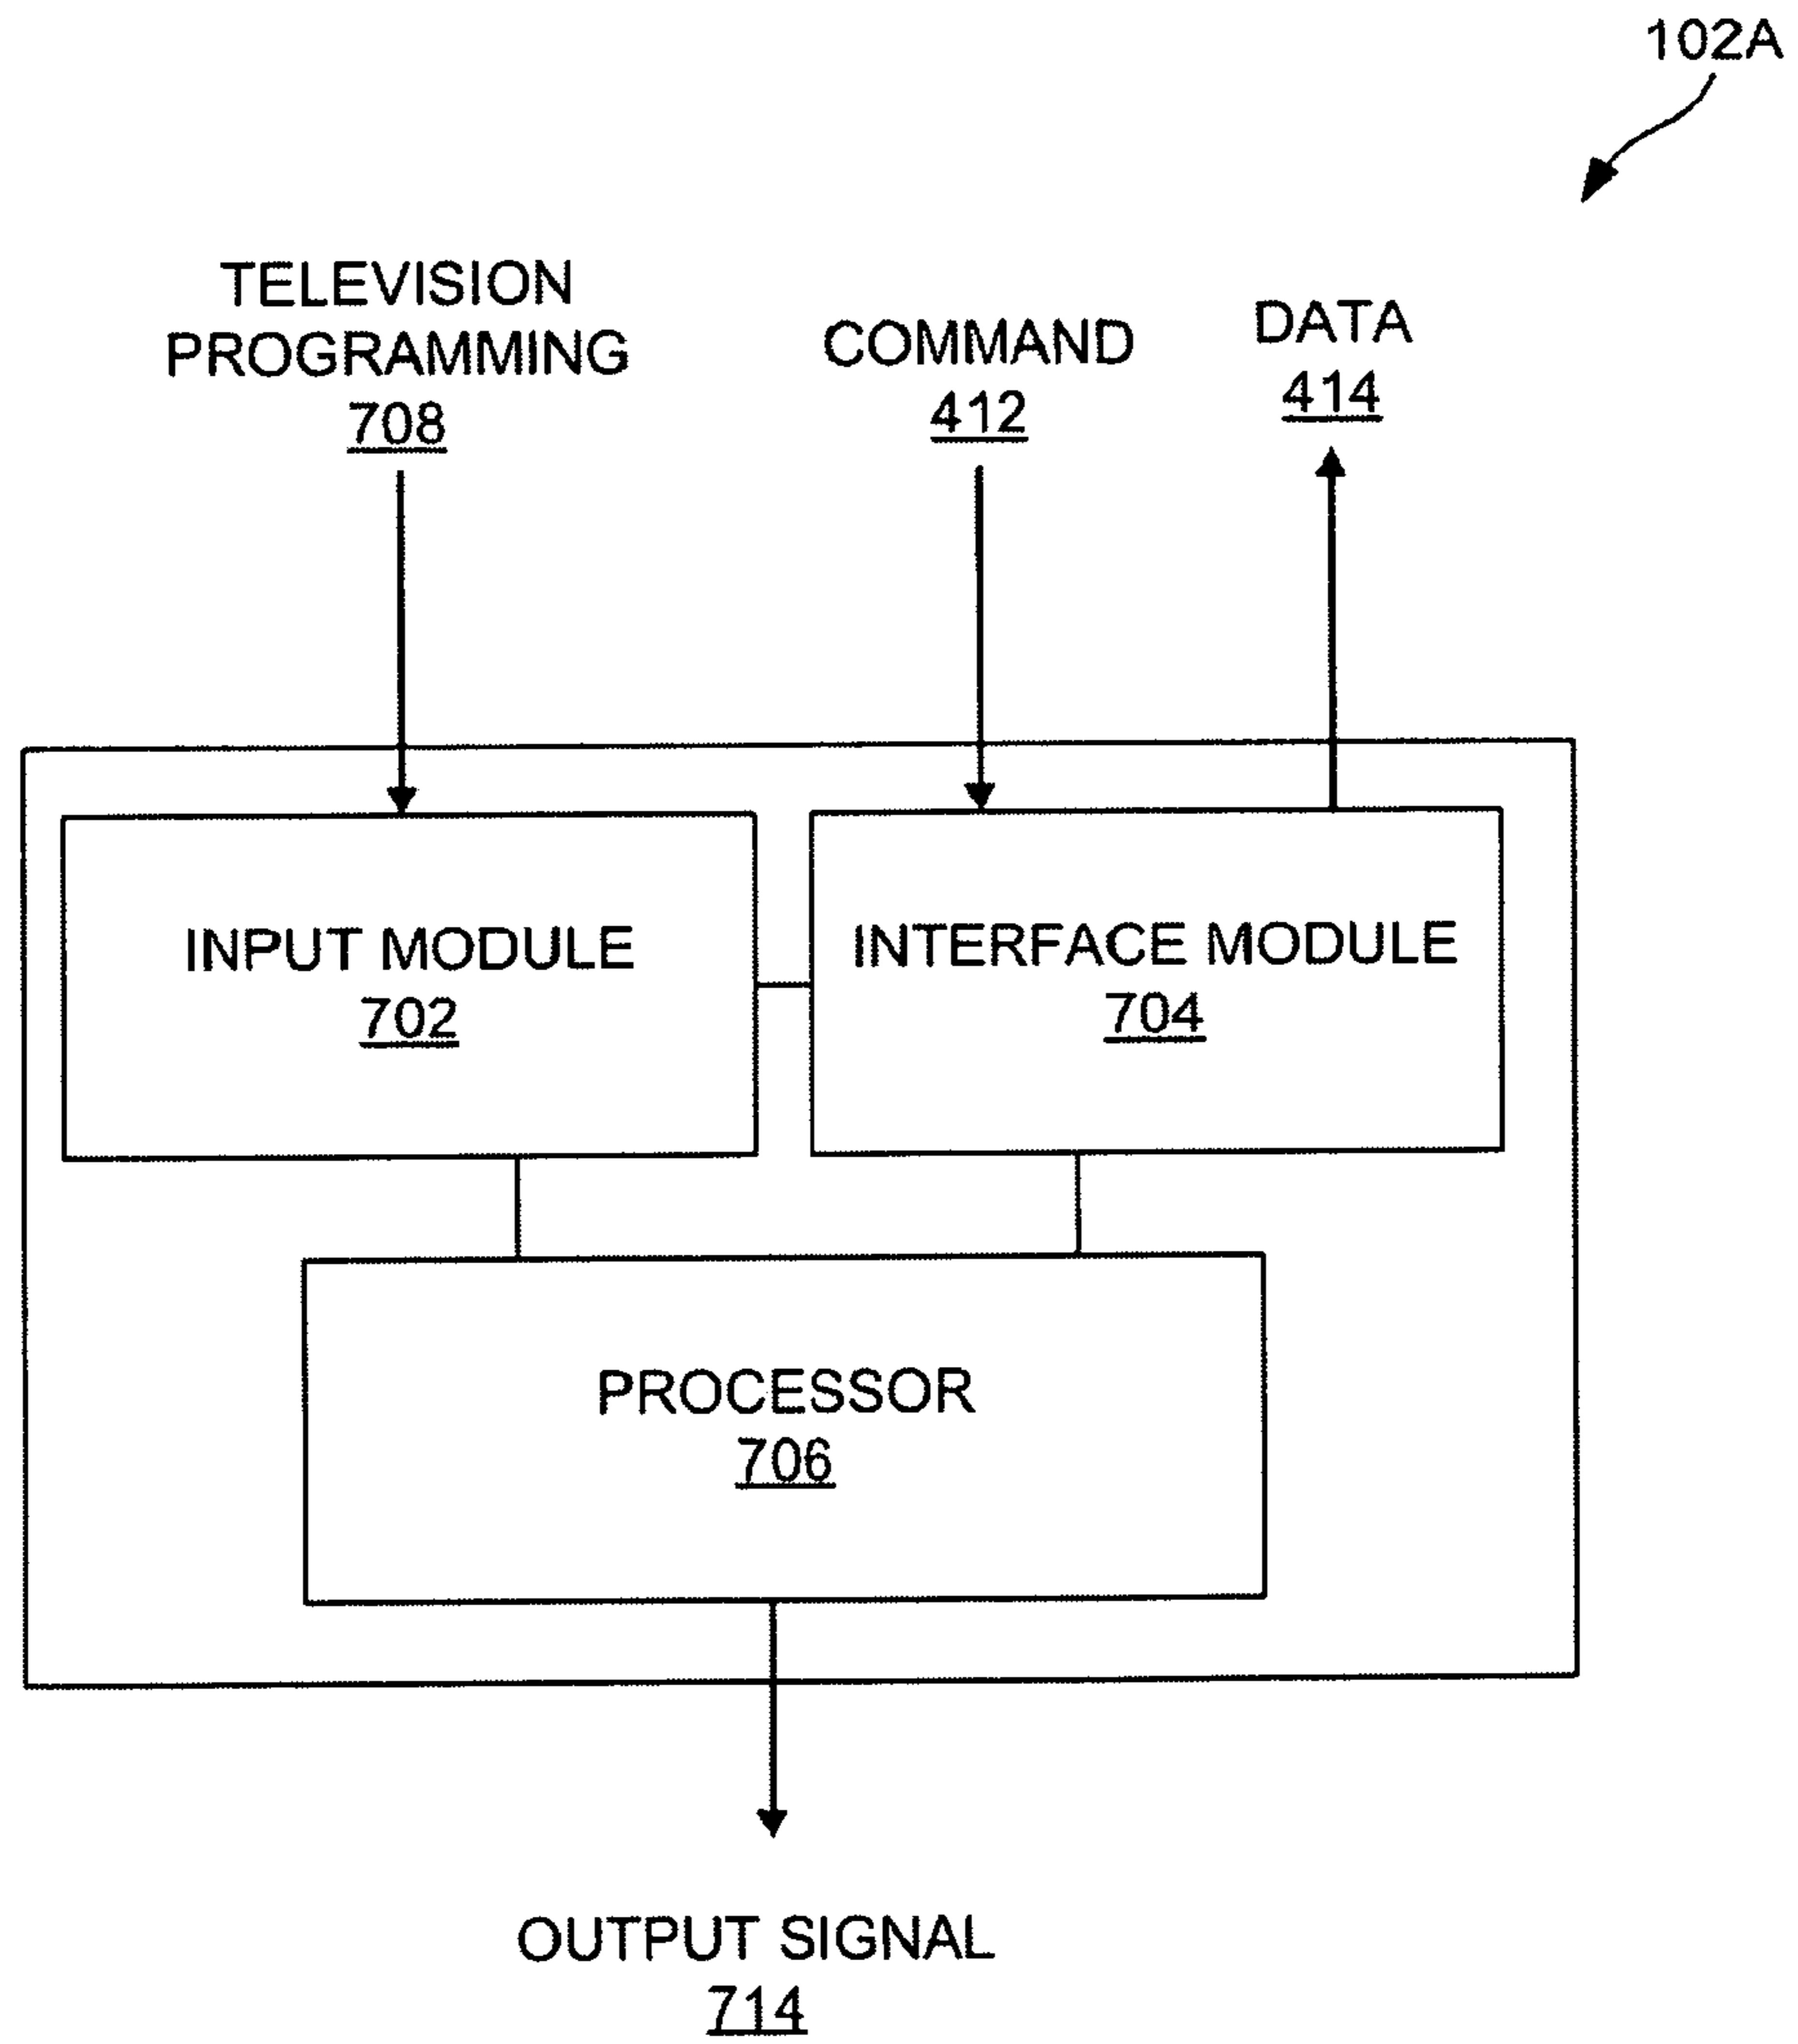 102A
TELEVISION
PROGRAMMING
708
COMMAND
412
DATA
414
INPUT MODULE
702
INTERFACE MODULE
704
PROCESSOR
706
OUTPUT SIGNAL
714